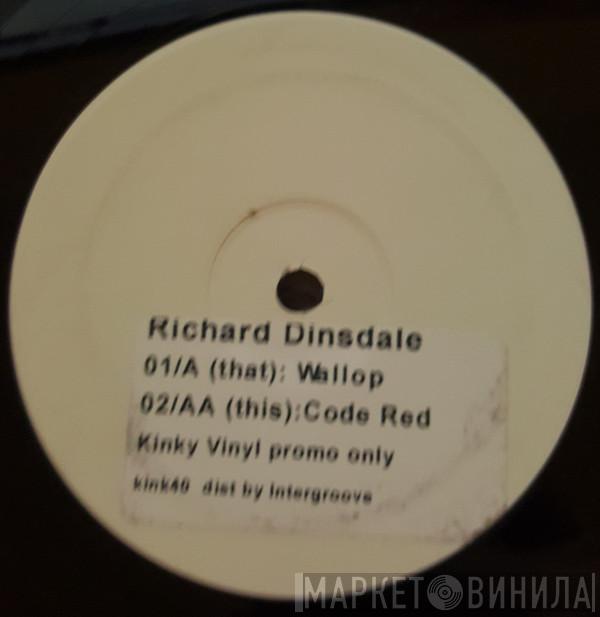 Richard Dinsdale
01/A (that): Wallop
02/AA (this):Code Red
Kinky Vinyl promo only
kink40 dist by Intergroove
МАРКЕТ ВИНИЛА